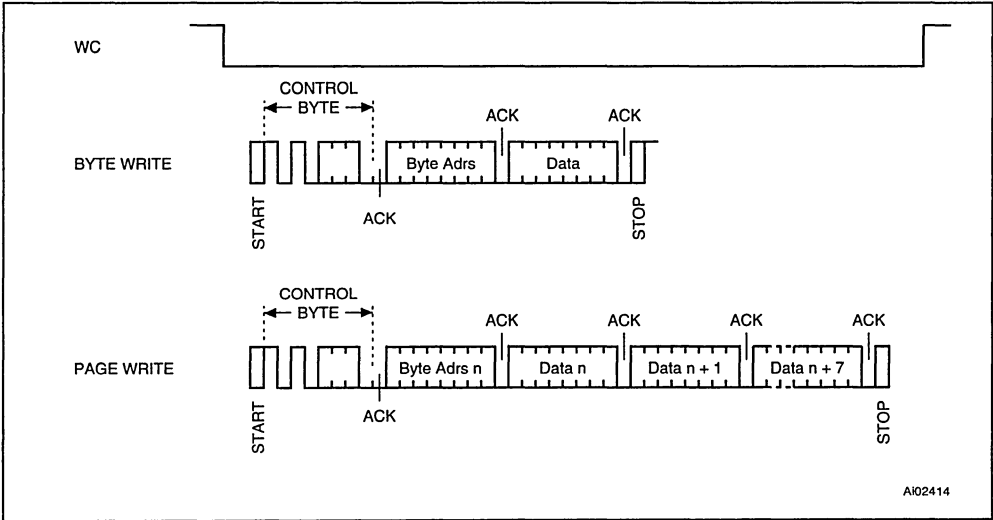 WC
CONTROL
BYTE
ACK
ACK
BYTE WRITE
Byte Adrs
Data
START
ACK
STOP
CONTROL
BYTE
ACK
ACK
ACK
ACK
PAGE WRITE
Byte Adrs n
Data n
Data n + 1
Data n + 7
START
ACK
STOP
AI02414